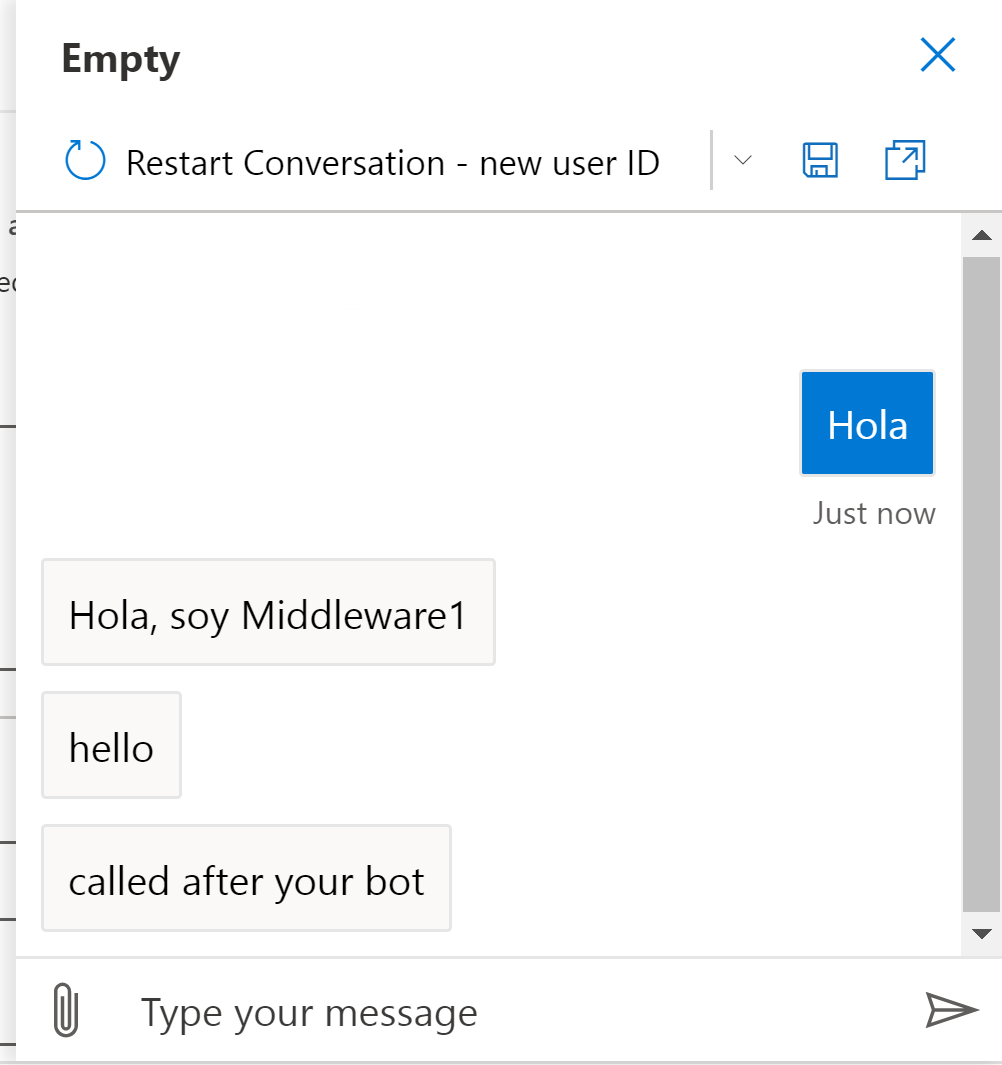 Empty
Restart Conversation - new user ID
Hola
Just now
Hola, soy Middleware1
hello
called after your bot
Type your message